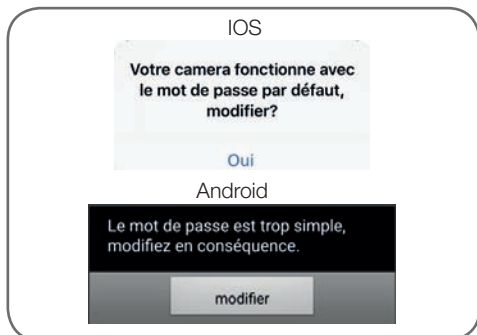 IOS
Votre camera fonctionne avec
le mot de passe par défaut,
modifier?
Oui
Android
Le mot de passe est trop simple,
modifiez en conséquence.
modifier